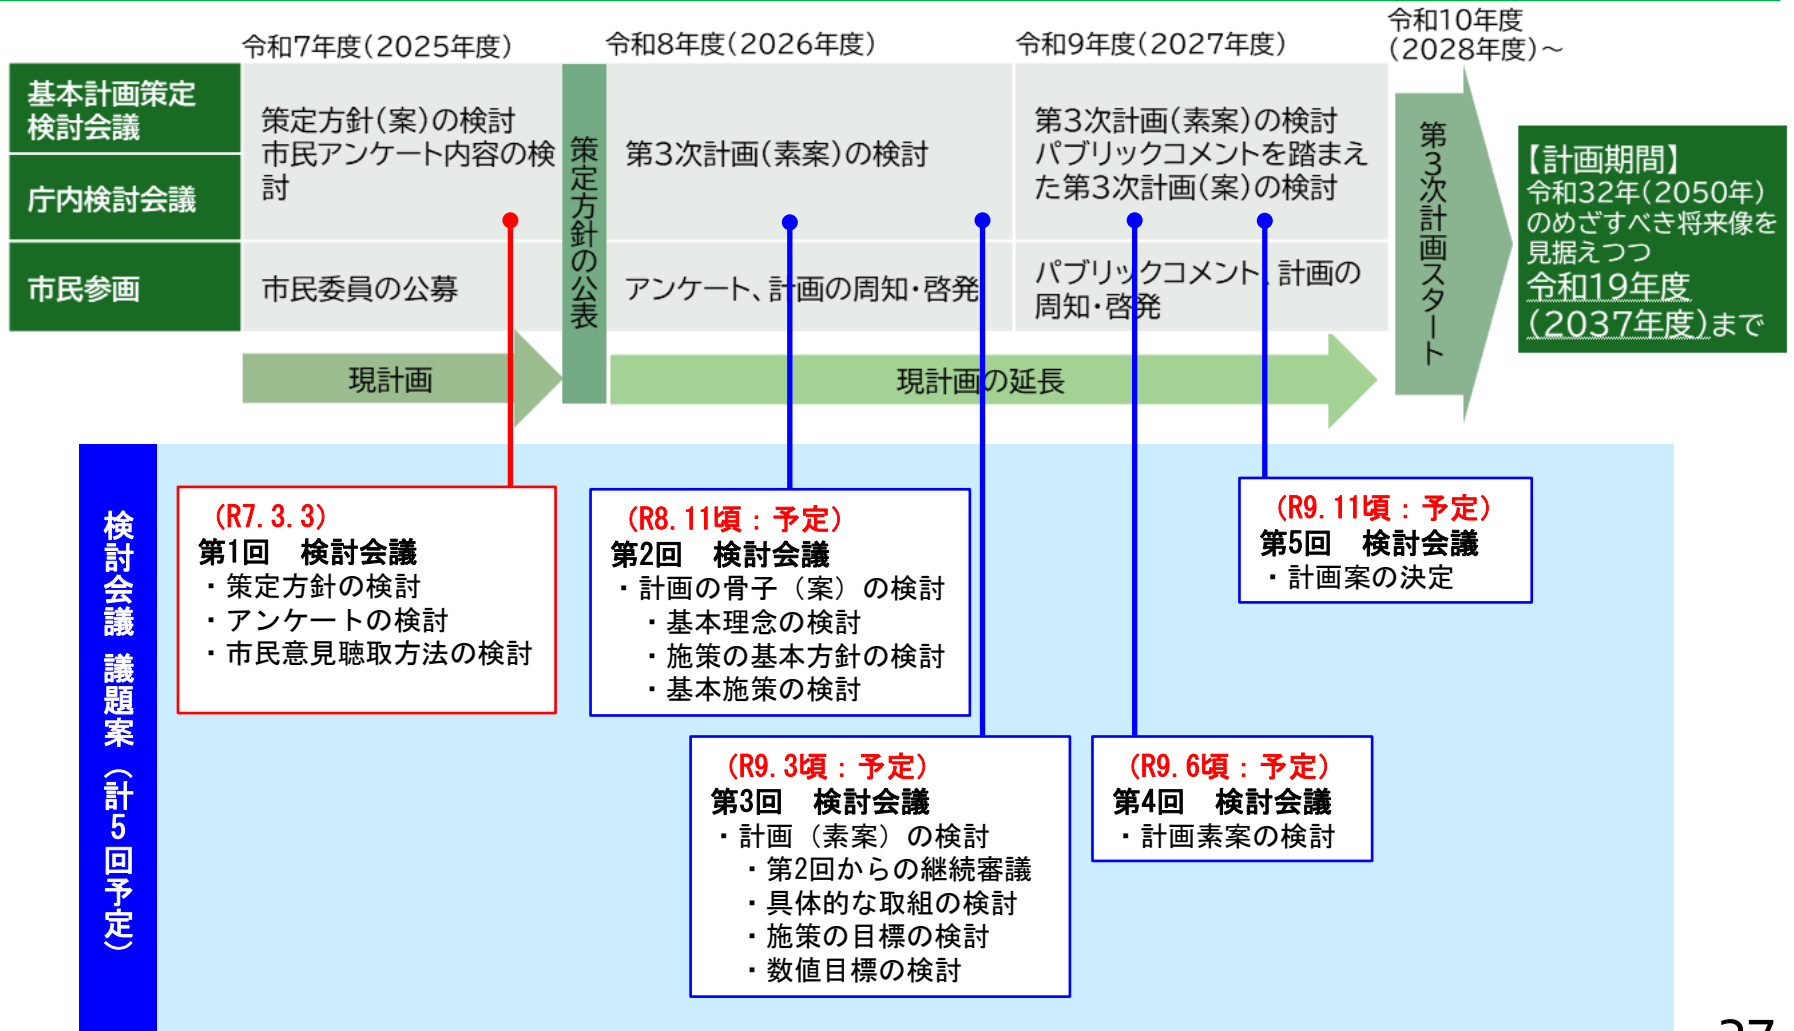 令和7年度(2025年度)
令和8年度(2026年度)
令和9年度(2027年度)
令和10年度
(2028年度)～
基本計画策定
検討会議
庁内検討会議
市民参画
策定方針(案)の検討
市民アンケート内容の検
討
市民委員の公募
策定方針の公表
第3次計画(素案)の検討
アンケート、計画の周知・啓発
第3次計画(素案)の検討
パブリックコメントを踏まえ
た第3次計画(案)の検討
パブリックコメント、計画の
周知・啓発
第3次計画スタート
【計画期間】
令和32年(2050年)
のめざすべき将来像を
見据えつつ
令和19年度
(2037年度)まで
現計画
現計画の延長
検討会議 議題案（計5回予定）
(R7.3.3)
第1回　検討会議
・策定方針の検討
・アンケートの検討
・市民意見聴取方法の検討
(R8.11頃：予定)
第2回　検討会議
・計画の骨子（案）の検討
・基本理念の検討
・施策の基本方針の検討
・基本施策の検討
(R9.3頃：予定)
第3回　検討会議
・計画（素案）の検討
・第2回からの継続審議
・具体的な取組の検討
・施策の目標の検討
・数値目標の検討
(R9.6頃：予定)
第4回　検討会議
・計画素案の検討
(R9.11頃：予定)
第5回　検討会議
・計画案の決定